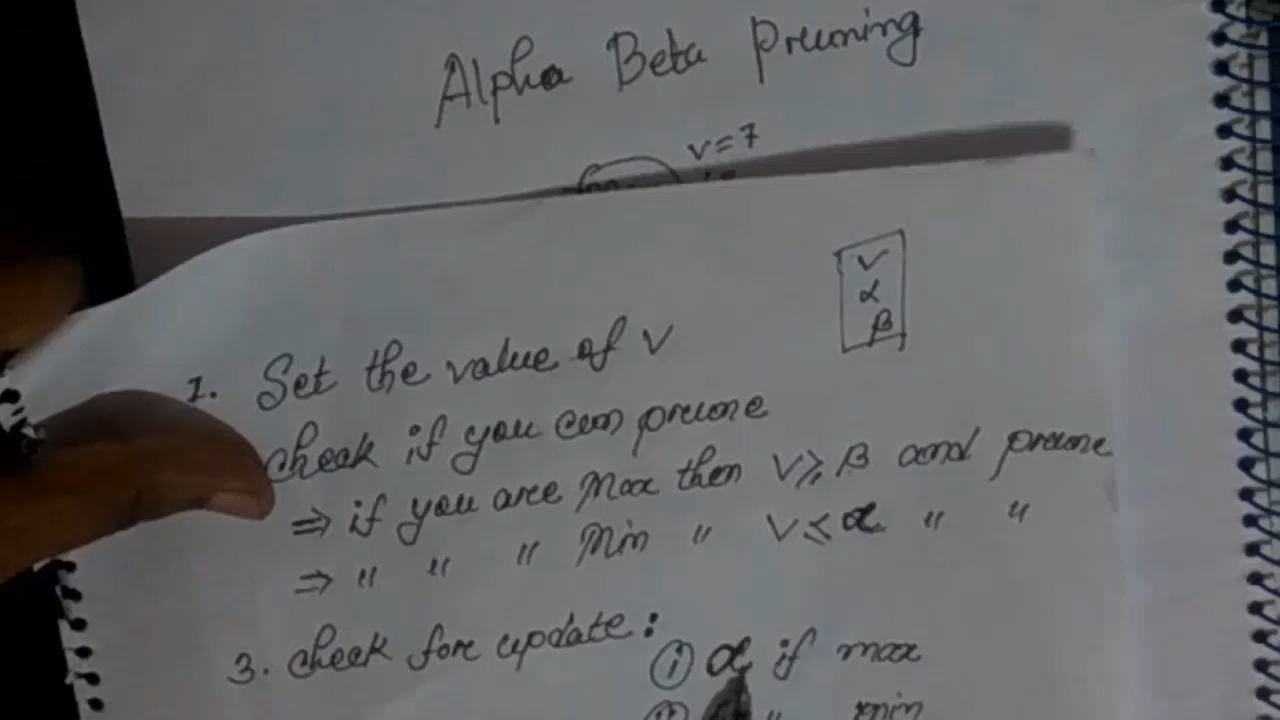 Alpha Beta Pruning
V=7
V
α
β
1. Set the value of V
check if you can prune
⇒ if you are Max then V ≥ β and prune
⇒ " " " Min " V ≤ α " "
3. check for update:
(i) α if max
" min